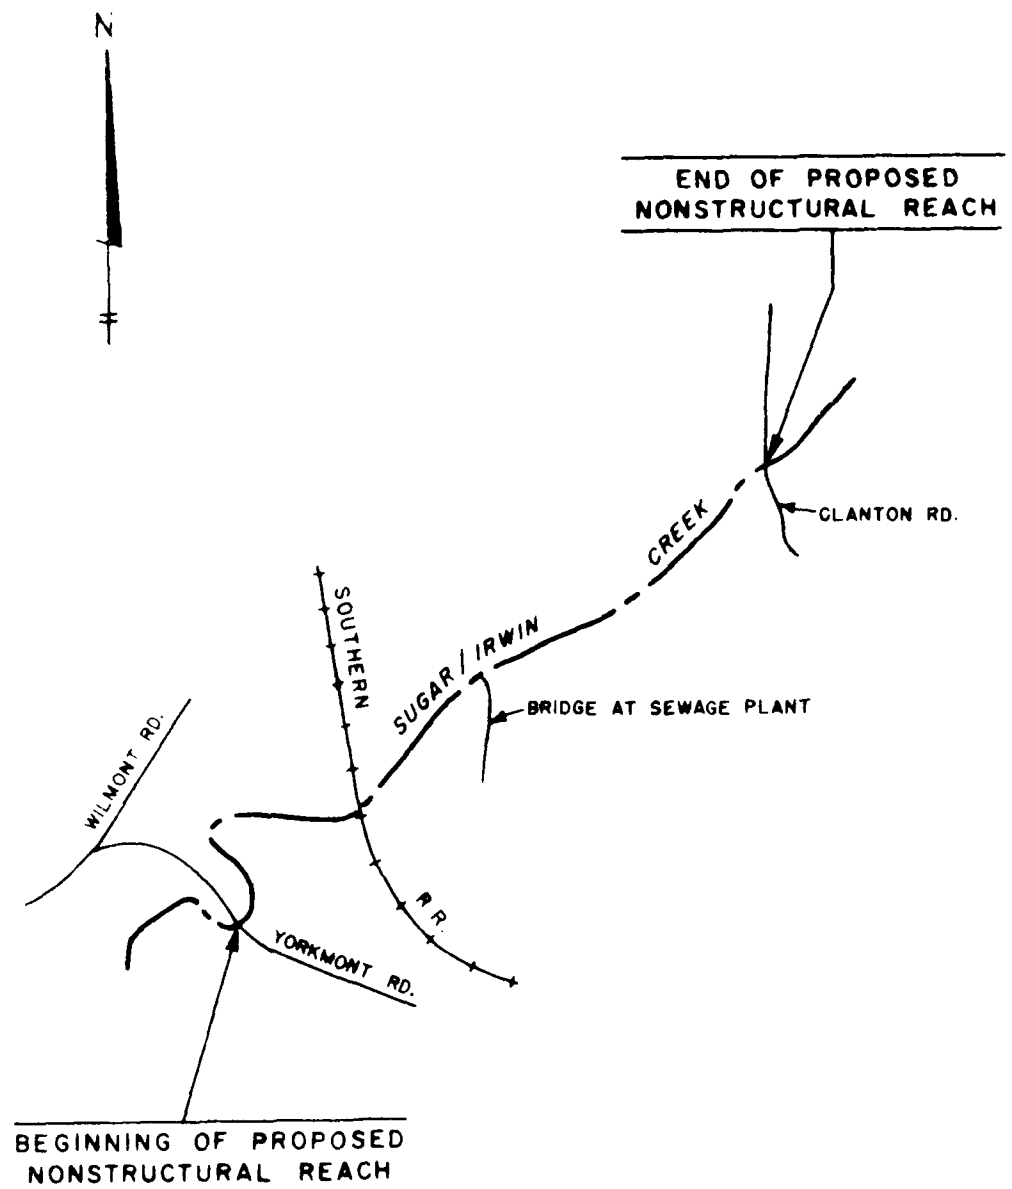 N
END OF PROPOSED
NONSTRUCTURAL REACH
CLANTON RD.
CREEK
SUGAR / IRWIN
SOUTHERN
BRIDGE AT SEWAGE PLANT
WILMONT RD.
R R.
YORKMONT RD.
BEGINNING OF PROPOSED
NONSTRUCTURAL REACH